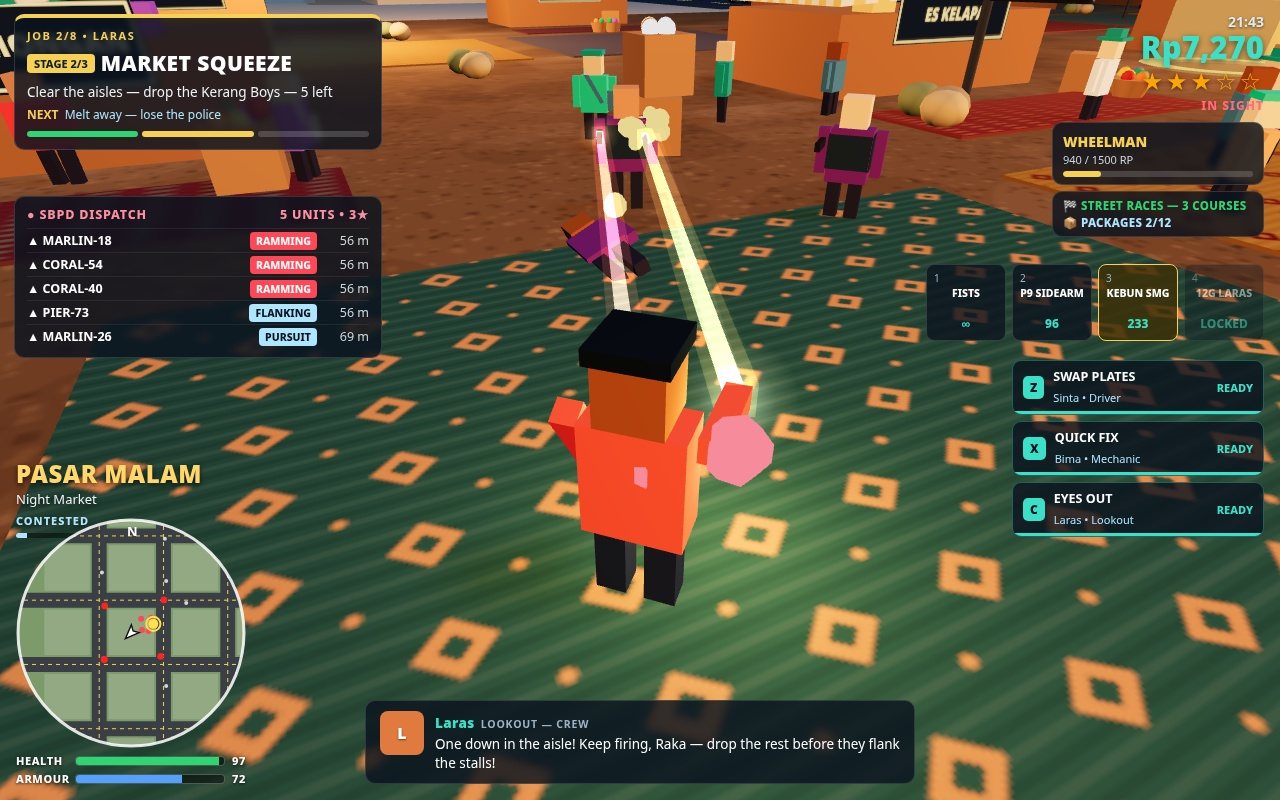 JOB 2/8 • LARAS
STAGE 2/3 MARKET SQUEEZE
Clear the aisles — drop the Kerang Boys — 5 left
NEXT Melt away — lose the police
● SBPD DISPATCH 5 UNITS • 3★
▲ MARLIN-18 RAMMING 56 m
▲ CORAL-54 RAMMING 56 m
▲ CORAL-40 RAMMING 56 m
▲ PIER-73 FLANKING 56 m
▲ MARLIN-26 PURSUIT 69 m
ES KELAPA
21:43
Rp7,270
★★★☆☆
IN SIGHT
WHEELMAN
940 / 1500 RP
🏁 STREET RACES — 3 COURSES
📦 PACKAGES 2/12
1 FISTS ∞
2 P9 SIDEARM 96
3 KEBUN SMG 233
4 12G LARAS LOCKED
Z SWAP PLATES READY
Sinta • Driver
X QUICK FIX READY
Bima • Mechanic
C EYES OUT READY
Laras • Lookout
PASAR MALAM
Night Market
CONTESTED
N
HEALTH 97
ARMOUR 72
L
Laras LOOKOUT — CREW
One down in the aisle! Keep firing, Raka — drop the rest before they flank
the stalls!